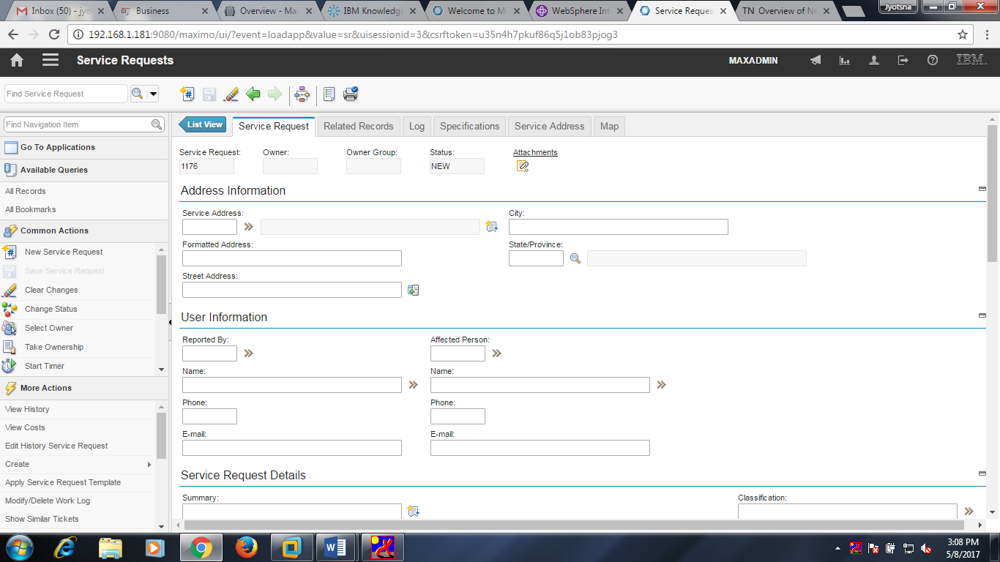 Inbox (50) - jyo
Business
Overview - Max
IBM Knowledge
Welcome to Ma
WebSphere Int
Service Reques
TN Overview of Ne
Jyotsna
192.168.1.181:9080/maximo/ui/?event=loadapp&value=sr&uisessionid=3&csrftoken=u35n4h7pkuf86q5j1ob83pjog3
Service Requests
MAXADMIN
IBM.
Find Service Request
Find Navigation Item
Go To Applications
Available Queries
All Records
All Bookmarks
Common Actions
New Service Request
Save Service Request
Clear Changes
Change Status
Select Owner
Take Ownership
Start Timer
More Actions
View History
View Costs
Edit History Service Request
Create
Apply Service Request Template
Modify/Delete Work Log
Show Similar Tickets
List View
Service Request
Related Records
Log
Specifications
Service Address
Map
Service Request:
Owner:
Owner Group:
Status:
Attachments
1176
NEW
Address Information
Service Address:
City:
Formatted Address:
State/Province:
Street Address:
User Information
Reported By:
Affected Person:
Name:
Name:
Phone:
Phone:
E-mail:
E-mail:
Service Request Details
Summary:
Classification:
3:08 PM
5/8/2017